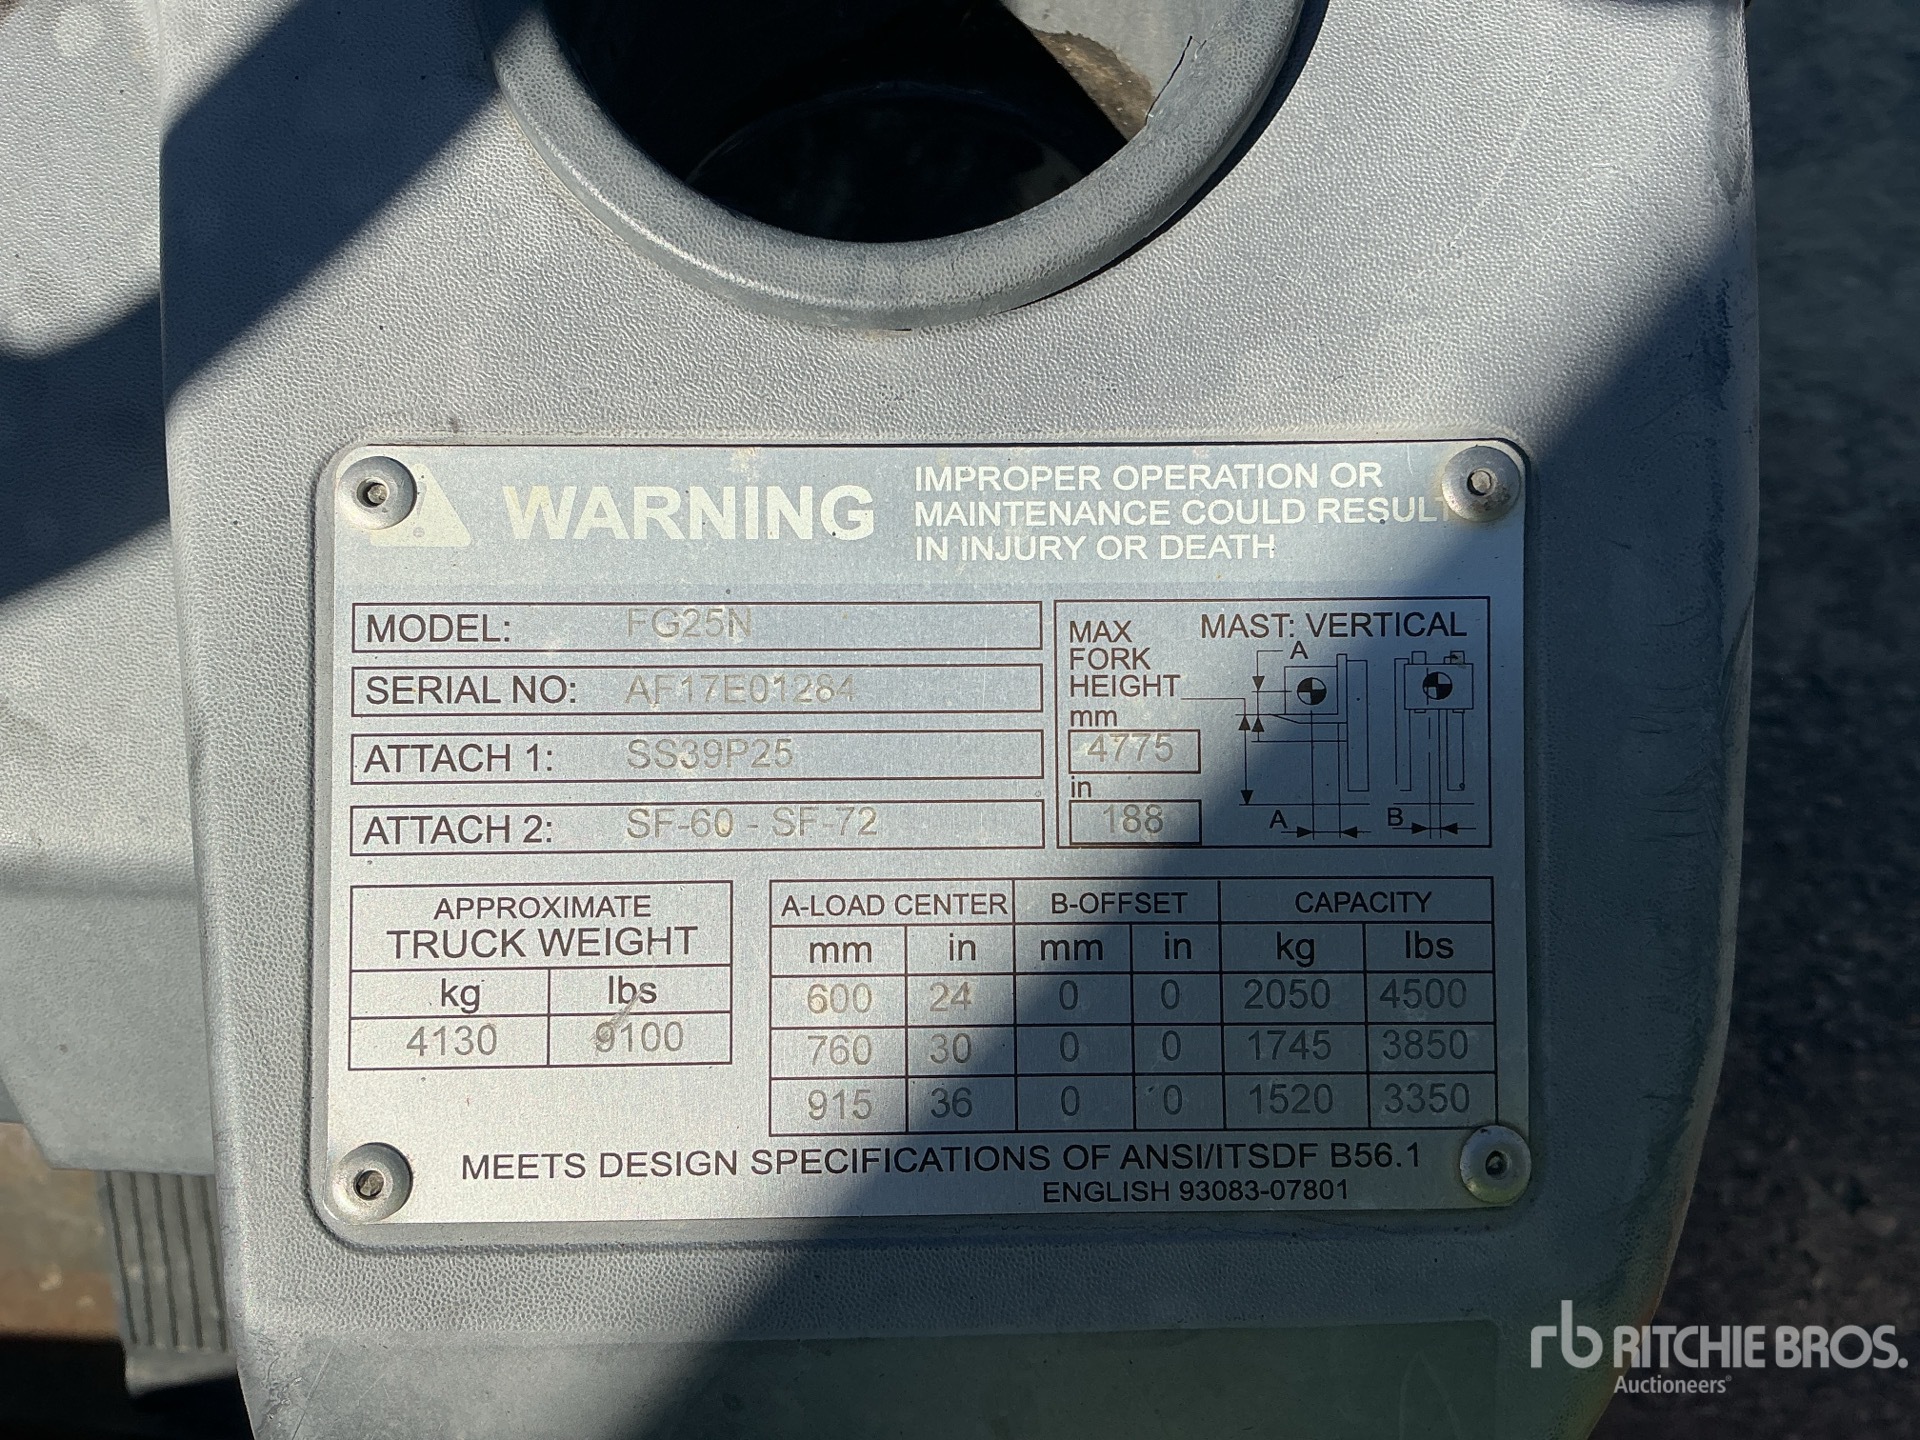 WARNING
IMPROPER OPERATION OR
MAINTENANCE COULD RESULT
IN INJURY OR DEATH
MODEL: FG25N
SERIAL NO: AF17E01284
ATTACH 1: SS39P25
ATTACH 2: SF-60 - SF-72
MAX MAST: VERTICAL
FORK
HEIGHT
mm
4775
in
188
A
A
B
APPROXIMATE
TRUCK WEIGHT
kg lbs
4130 9100
A-LOAD CENTER B-OFFSET CAPACITY
mm in mm in kg lbs
600 24 0 0 2050 4500
760 30 0 0 1745 3850
915 36 0 0 1520 3350
MEETS DESIGN SPECIFICATIONS OF ANSI/ITSDF B56.1
ENGLISH 93083-07801
rb RITCHIE BROS.
Auctioneers